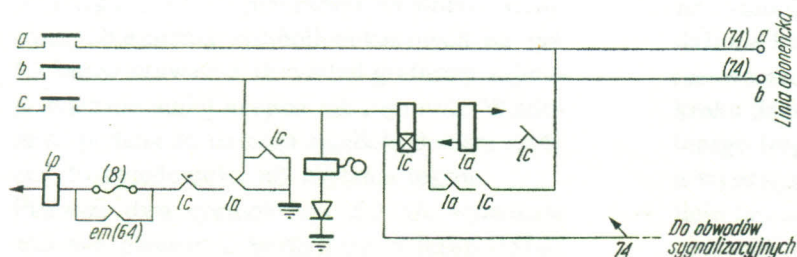 a
(74) a
b
(74)
b
c
Linia abonencka
lp
(8)
lc
la
lc
lc
la
lc
la
lc
em(64)
74
Do obwodów
sygnalizacyjnych